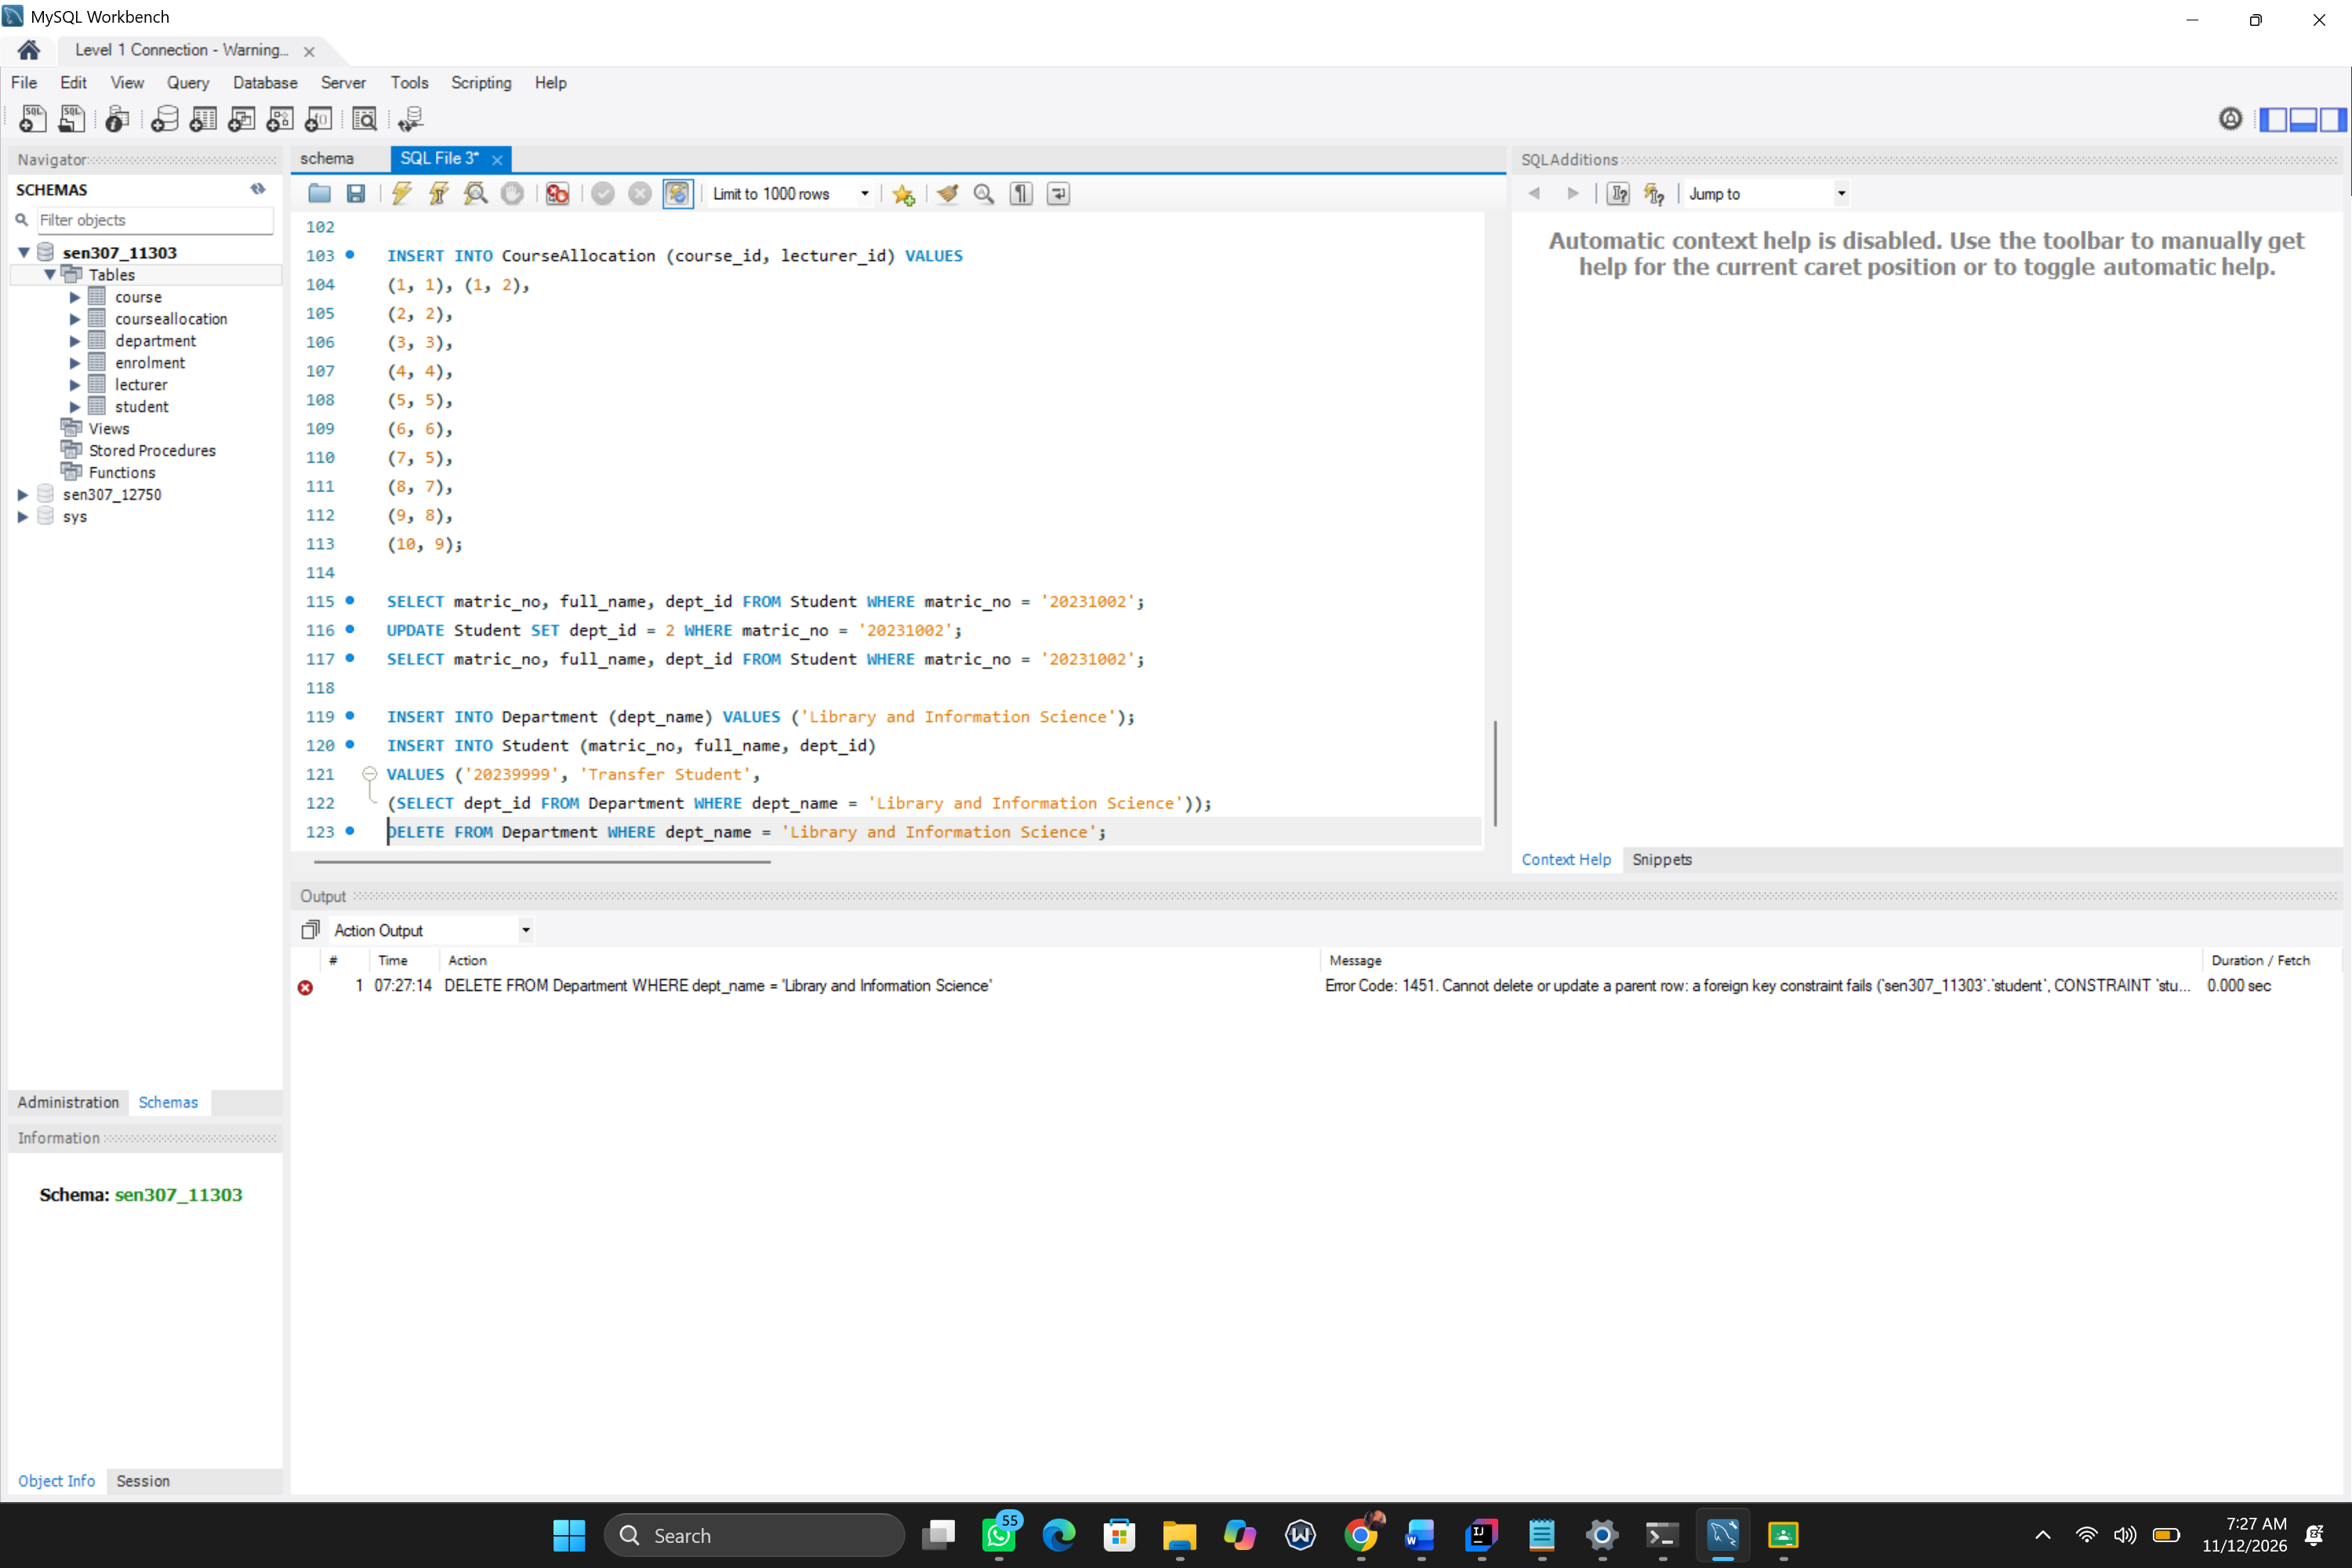 MySQL Workbench
Level 1 Connection - Warning...
File Edit View Query Database Server Tools Scripting Help
Navigator
SCHEMAS
Filter objects
sen307_11303
Tables
course
courseallocation
department
enrolment
lecturer
student
Views
Stored Procedures
Functions
sen307_12750
sys
Administration Schemas
Information
Schema: sen307_11303
Object Info Session
schema SQL File 3*
Limit to 1000 rows
102
103 INSERT INTO CourseAllocation (course_id, lecturer_id) VALUES
104 (1, 1), (1, 2),
105 (2, 2),
106 (3, 3),
107 (4, 4),
108 (5, 5),
109 (6, 6),
110 (7, 5),
111 (8, 7),
112 (9, 8),
113 (10, 9);
114
115 SELECT matric_no, full_name, dept_id FROM Student WHERE matric_no = '20231002';
116 UPDATE Student SET dept_id = 2 WHERE matric_no = '20231002';
117 SELECT matric_no, full_name, dept_id FROM Student WHERE matric_no = '20231002';
118
119 INSERT INTO Department (dept_name) VALUES ('Library and Information Science');
120 INSERT INTO Student (matric_no, full_name, dept_id)
121 VALUES ('20239999', 'Transfer Student',
122 (SELECT dept_id FROM Department WHERE dept_name = 'Library and Information Science'));
123 DELETE FROM Department WHERE dept_name = 'Library and Information Science';
SQLAdditions
Jump to
Automatic context help is disabled. Use the toolbar to manually get
help for the current caret position or to toggle automatic help.
Context Help Snippets
Output
Action Output
# Time Action Message Duration / Fetch
1 07:27:14 DELETE FROM Department WHERE dept_name = 'Library and Information Science' Error Code: 1451. Cannot delete or update a parent row: a foreign key constraint fails (`sen307_11303`.`student`, CONSTRAINT `stu... 0.000 sec
Search
55
7:27 AM
11/12/2026